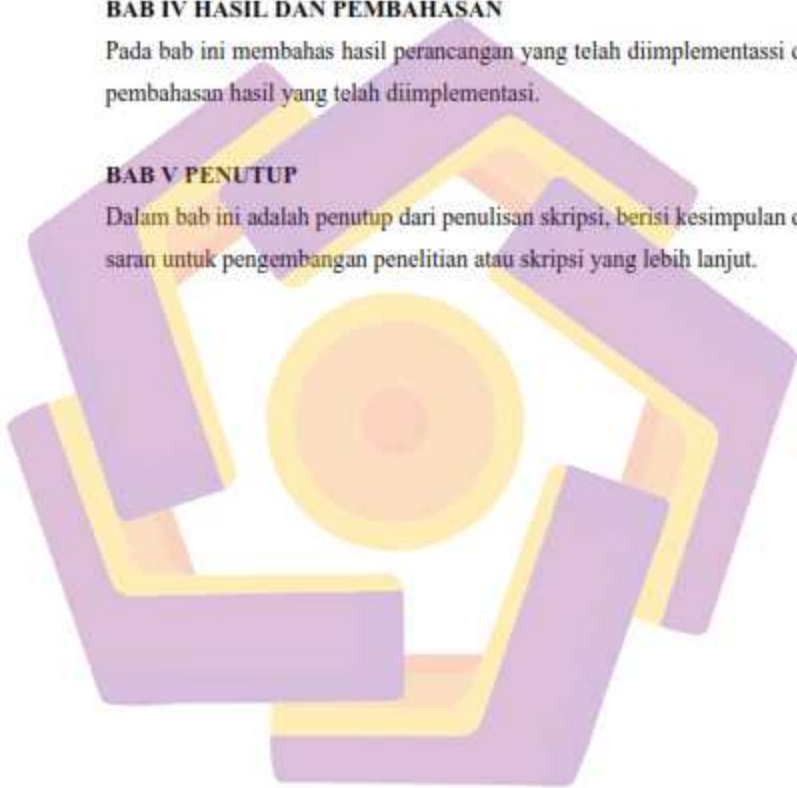 BAB IV HASIL DAN PEMBAHASAN
Pada bab ini membahas hasil perancangan yang telah diimplementassi
pembahasan hasil yang telah diimplementasi.
BAB V PENUTUP
Dalam bab ini adalah penutup dari penulisan skripsi, berisi kesimpulan
saran untuk pengembangan penelitian atau skripsi yang lebih lanjut.